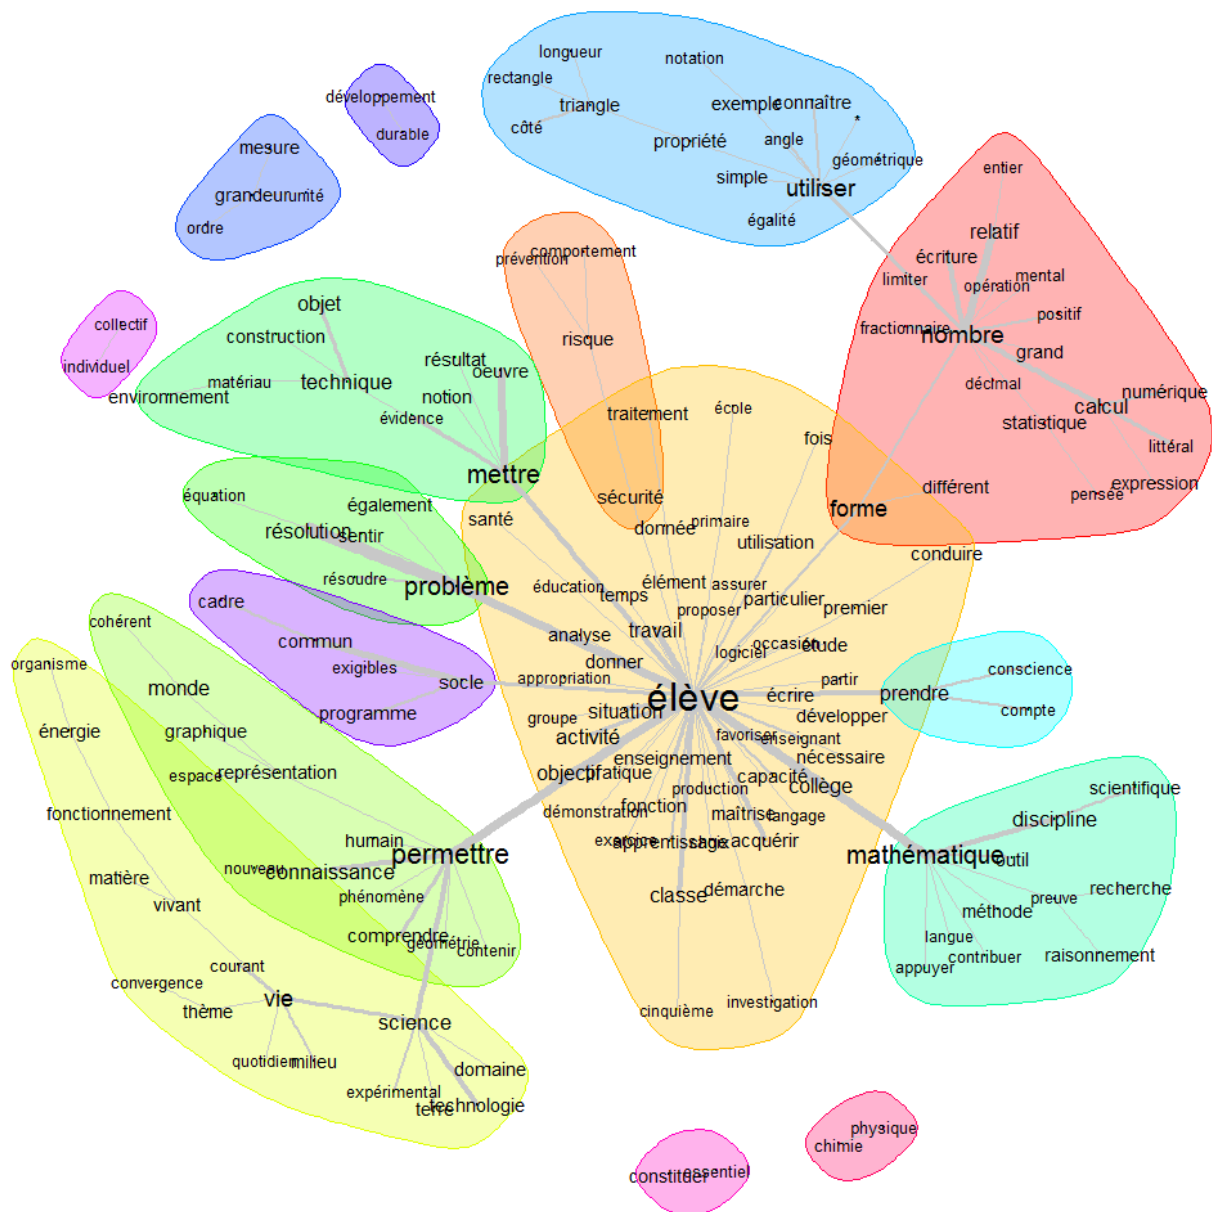 longueur
notation
rectangle
exemple
connaître
développement
triangle
*
côté
durable
propriété
angle
mesure
géométrique
entier
simple
utiliser
grandeur
unité
égalité
ordre
relatif
comportement
prévention
écriture
limiter
mental
opération
objet
positif
collectif
fractionnaire
nombre
construction
risque
grand
résultat
individuel
oeuvre
technique
matériau
décimal
numérique
environnement
notion
calcul
évidence
traitement
école
statistique
fois
littéral
mettre
équation
sécurité
différent
pensée
expression
également
forme
santé
donnée
primaire
résolution
sentir
utilisation
conduire
résoudre
problème
éducation
temps
élément
assurer
cadre
proposer
particulier
premier
cohérent
analyse
travail
commun
logiciel
occasion
étude
organisme
exigibles
donner
conscience
monde
socle
appropriation
élève
écrire
partir
prendre
programme
groupe
situation
développer
compte
énergie
graphique
activité
favoriser
enseignant
espace
représentation
objectif
pratique
enseignement
nécessaire
capacité
collège
production
scientifique
fonctionnement
démonstration
fonction
maîtrise
langage
discipline
humain
exercice
apprentissage
choix
acquérir
permettre
mathématique
outil
nouveau
connaissance
matière
phénomène
classe
démarche
preuve
recherche
vivant
méthode
comprendre
géométrie
contenir
langue
contribuer
raisonnement
courant
appuyer
convergence
vie
thème
science
cinquième
investigation
quotidien
milieu
domaine
expérimental
terre
technologie
physique
chimie
constituer
essentiel